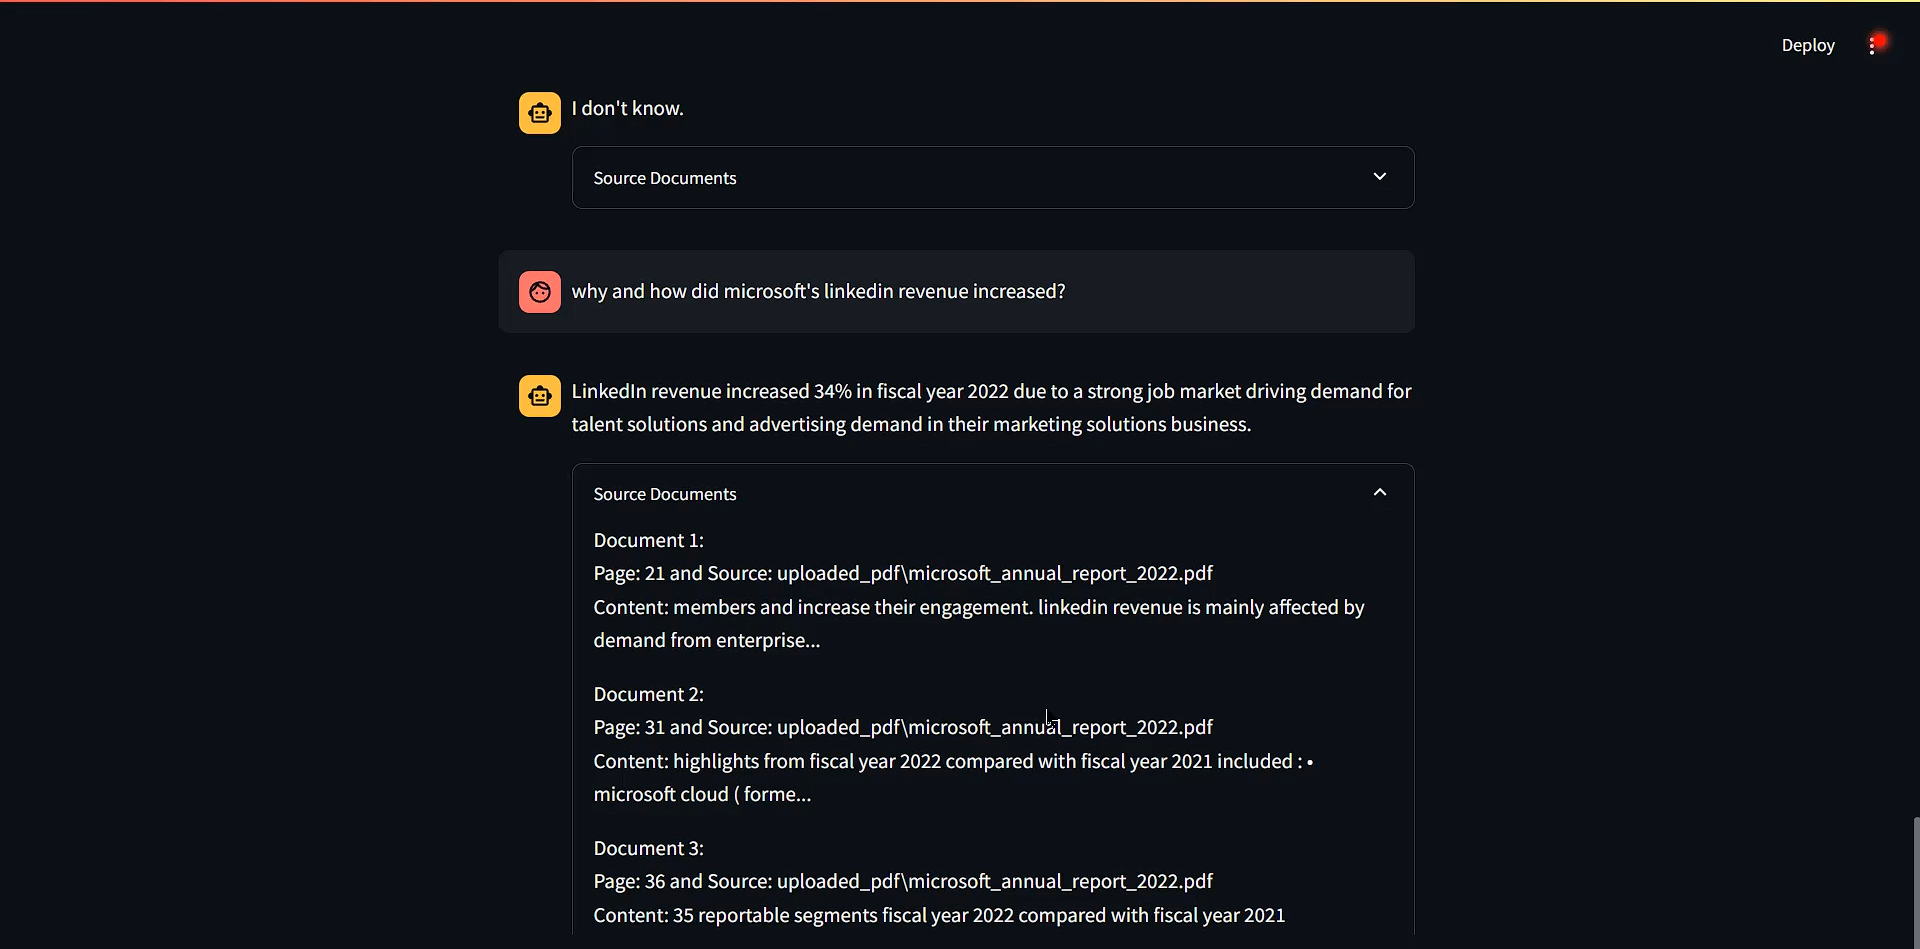 Deploy
I don't know.
Source Documents
why and how did microsoft's linkedin revenue increased?
LinkedIn revenue increased 34% in fiscal year 2022 due to a strong job market driving demand for
talent solutions and advertising demand in their marketing solutions business.
Source Documents
Document 1:
Page: 21 and Source: uploaded_pdf\microsoft_annual_report_2022.pdf
Content: members and increase their engagement. linkedin revenue is mainly affected by
demand from enterprise...
Document 2:
Page: 31 and Source: uploaded_pdf\microsoft_annual_report_2022.pdf
Content: highlights from fiscal year 2022 compared with fiscal year 2021 included : •
microsoft cloud ( forme...
Document 3:
Page: 36 and Source: uploaded_pdf\microsoft_annual_report_2022.pdf
Content: 35 reportable segments fiscal year 2022 compared with fiscal year 2021